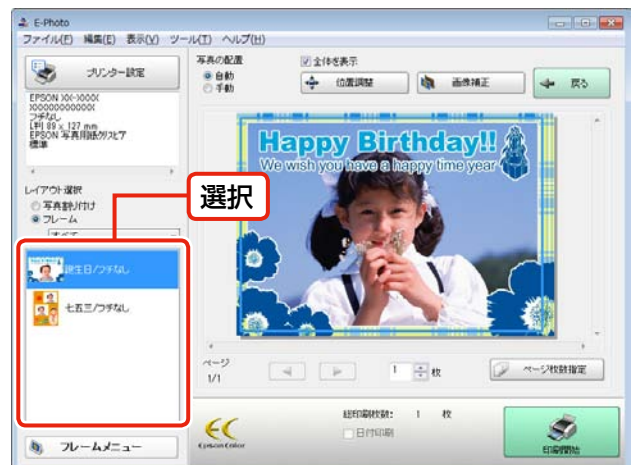 E-Photo
ファイル(F) 編集(E) 表示(V) ツール(T) ヘルプ(H)
プリンター設定
EPSON XX-XXXX
XXXXXXXXXXXX
フチなし
L判 89 x 127 mm
EPSON 写真用紙クリスピア
標準
レイアウト選択
写真割り付け
フレーム
すべて
選択
誕生日/フチなし
七五三/フチなし
フレームメニュー
写真の配置
自動
手動
全体を表示
位置調整
画像補正
戻る
Happy Birthday!!
We wish you have a happy time year
ページ
1/1
1 枚
ページ枚数指定
Epson Color
総印刷枚数: 1 枚
日付印刷
印刷開始